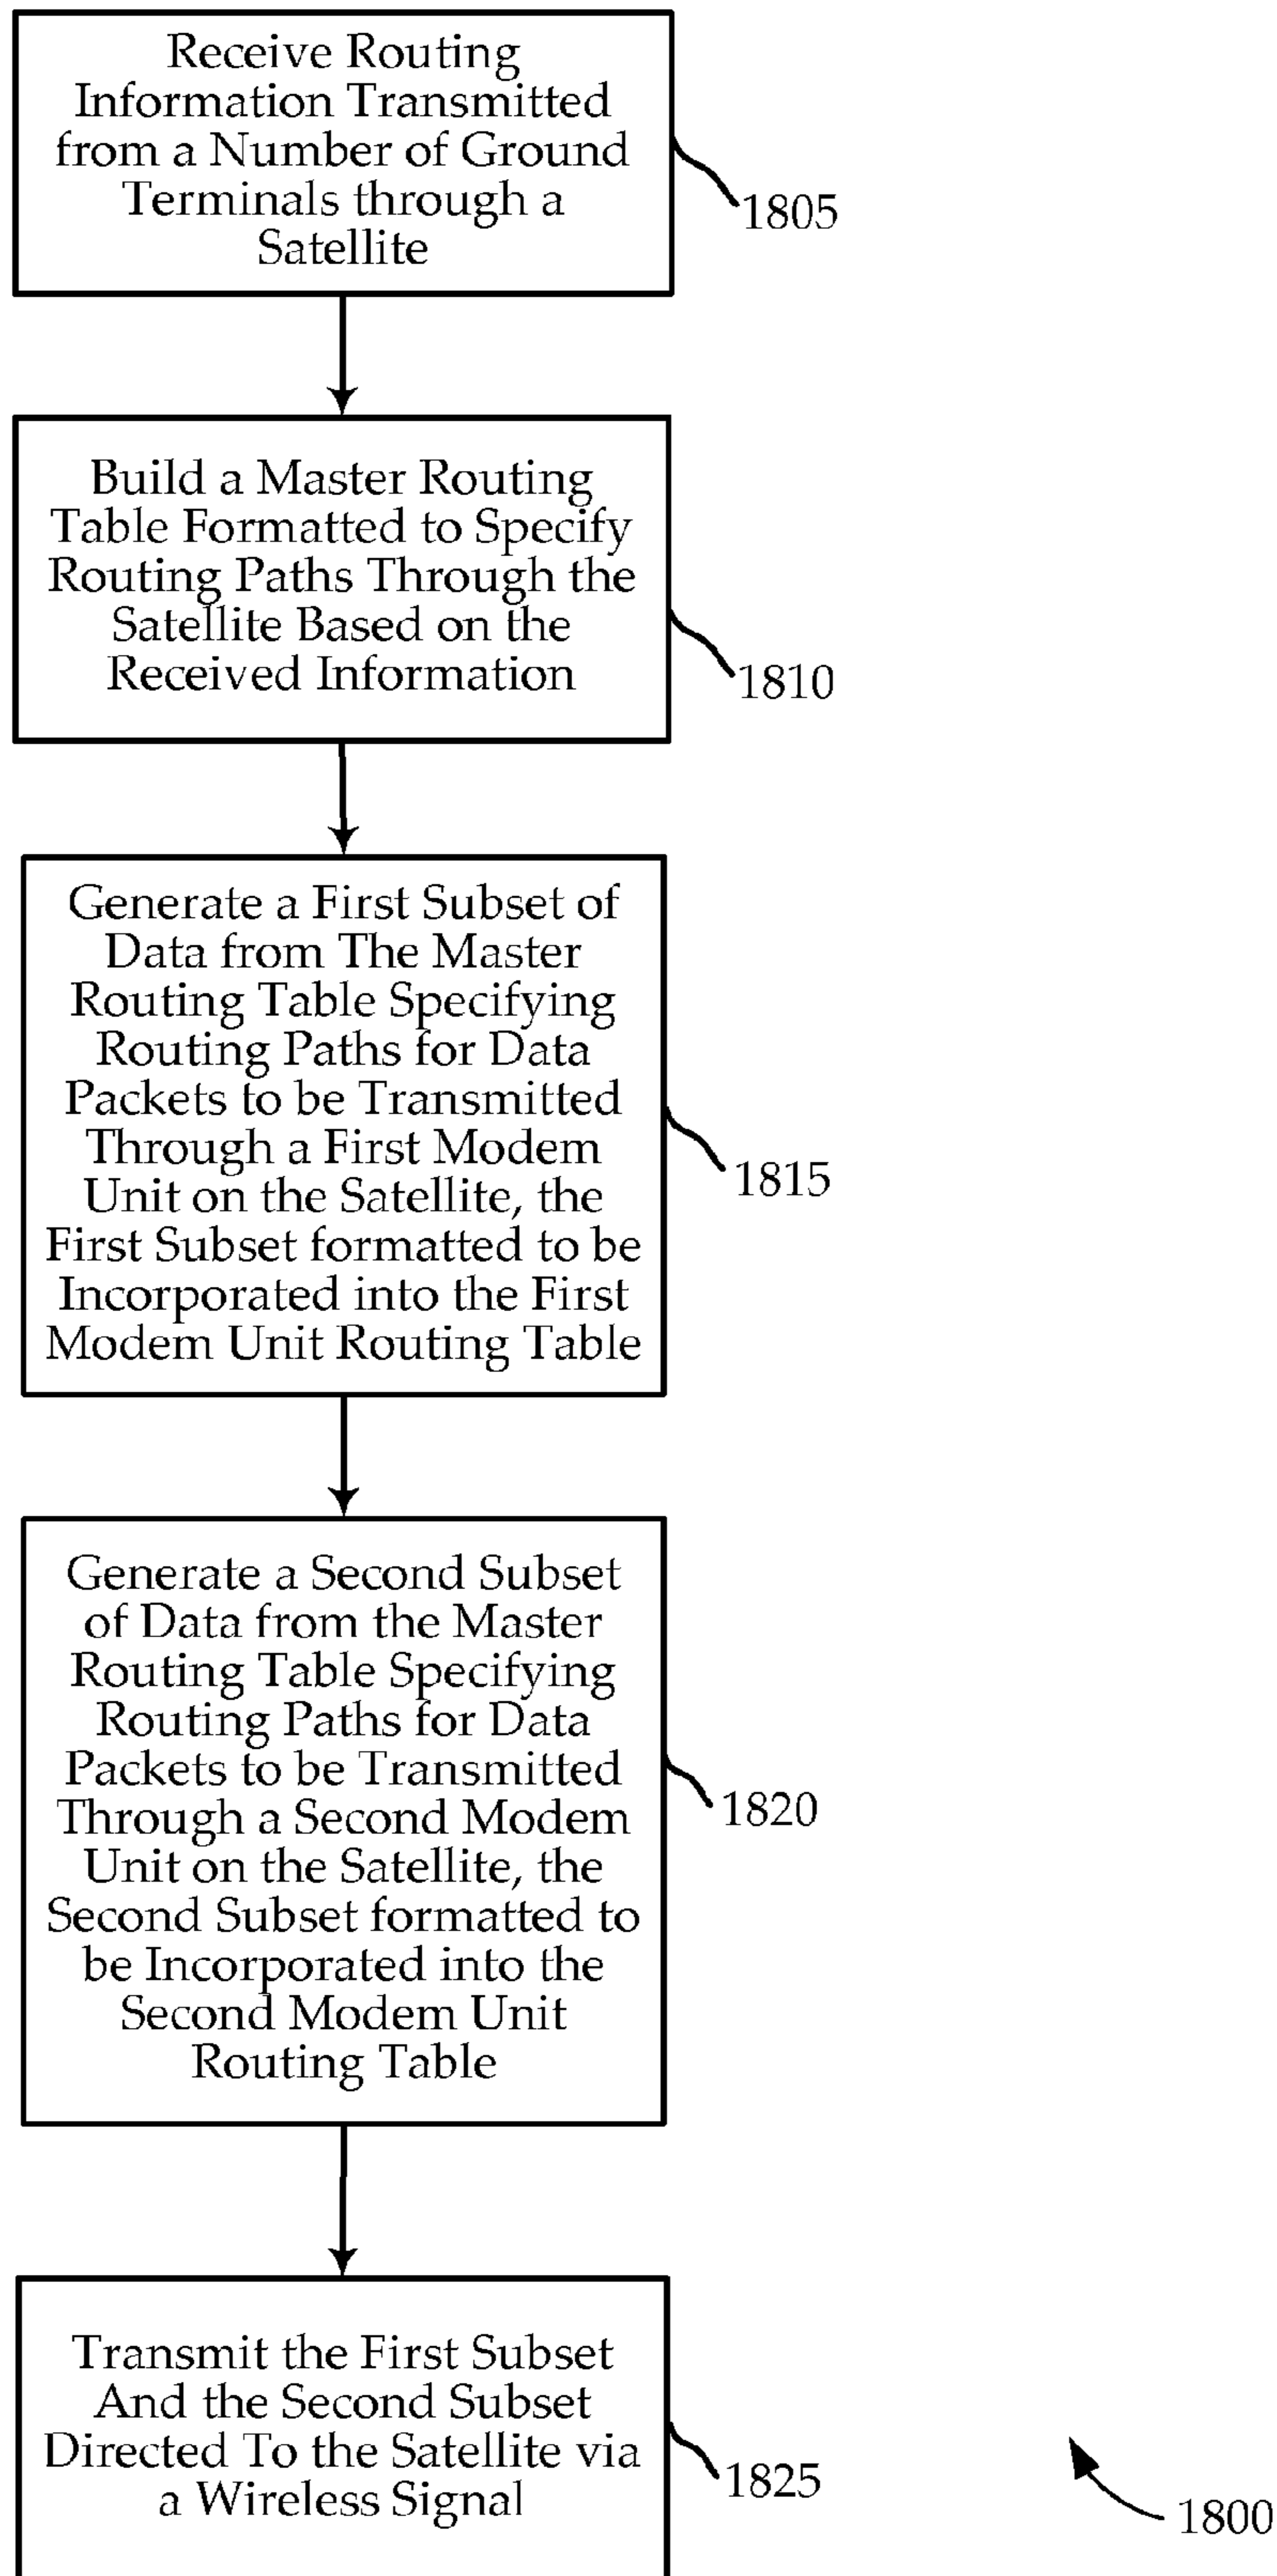 Receive Routing
Information Transmitted
from a Number of Ground
Terminals through a
Satellite
1805
Build a Master Routing
Table Formatted to Specify
Routing Paths Through the
Satellite Based on the
Received Information
1810
Generate a First Subset of
Data from The Master
Routing Table Specifying
Routing Paths for Data
Packets to be Transmitted
Through a First Modem
Unit on the Satellite, the
First Subset formatted to be
Incorporated into the First
Modem Unit Routing Table
1815
Generate a Second Subset
of Data from the Master
Routing Table Specifying
Routing Paths for Data
Packets to be Transmitted
Through a Second Modem
Unit on the Satellite, the
Second Subset formatted to
be Incorporated into the
Second Modem Unit
Routing Table
1820
Transmit the First Subset
And the Second Subset
Directed To the Satellite via
a Wireless Signal
1825
1800